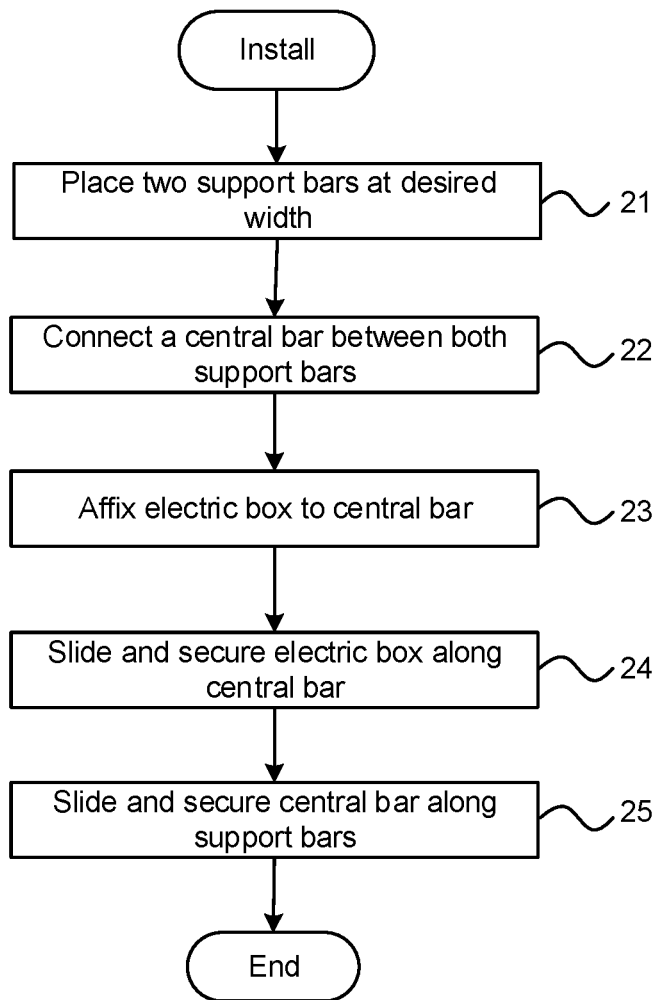 Install
Place two support bars at desired
width
21
Connect a central bar between both
support bars
22
Affix electric box to central bar
23
Slide and secure electric box along
central bar
24
Slide and secure central bar along
support bars
25
End